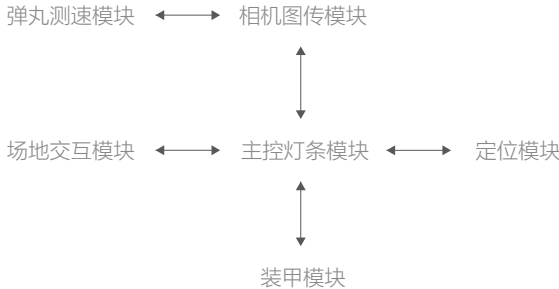 弹丸测速模块 相机图传模块
场地交互模块 主控灯条模块 定位模块
装甲模块